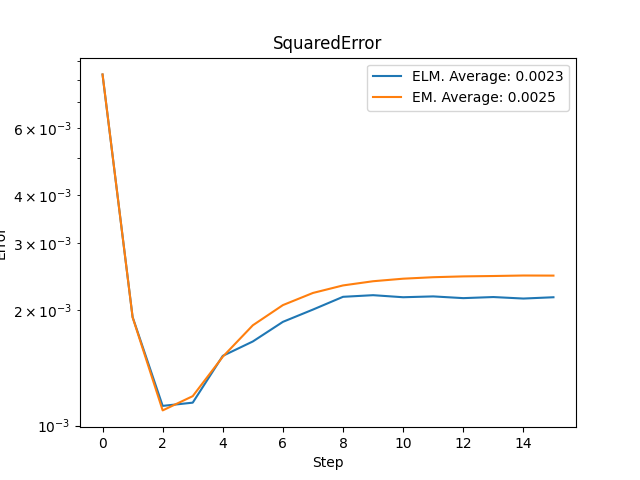 SquaredError
ELM. Average: 0.0023
EM. Average: 0.0025
6 × 10⁻³
4 × 10⁻³
3 × 10⁻³
2 × 10⁻³
10⁻³
Error
0 2 4 6 8 10 12 14
Step